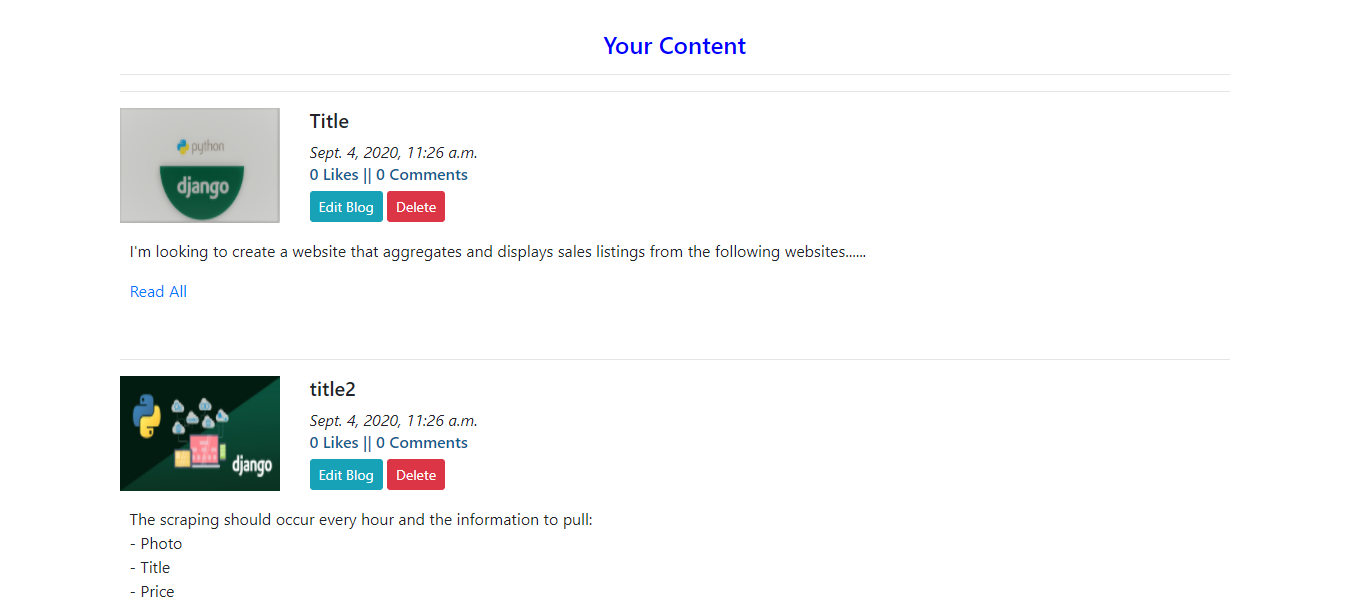 Your Content
python
django
Title
Sept. 4, 2020, 11:26 a.m.
0 Likes || 0 Comments
Edit Blog Delete
I'm looking to create a website that aggregates and displays sales listings from the following websites......
Read All
django
title2
Sept. 4, 2020, 11:26 a.m.
0 Likes || 0 Comments
Edit Blog Delete
The scraping should occur every hour and the information to pull:
- Photo
- Title
- Price